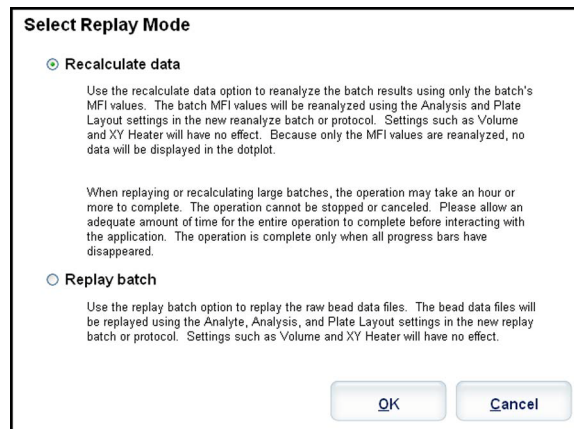 Select Replay Mode
Recalculate data
Use the recalculate data option to reanalyze the batch results using only the batch's
MFI values. The batch MFI values will be reanalyzed using the Analysis and Plate
Layout settings in the new reanalyze batch or protocol. Settings such as Volume
and XY Heater will have no effect. Because only the MFI values are reanalyzed, no
data will be displayed in the dotplot.
When replaying or recalculating large batches, the operation may take an hour or
more to complete. The operation cannot be stopped or canceled. Please allow an
adequate amount of time for the entire operation to complete before interacting with
the application. The operation is complete only when all progress bars have
disappeared.
Replay batch
Use the replay batch option to replay the raw bead data files. The bead data files will
be replayed using the Analyte, Analysis, and Plate Layout settings in the new replay
batch or protocol. Settings such as Volume and XY Heater will have no effect.
OK Cancel